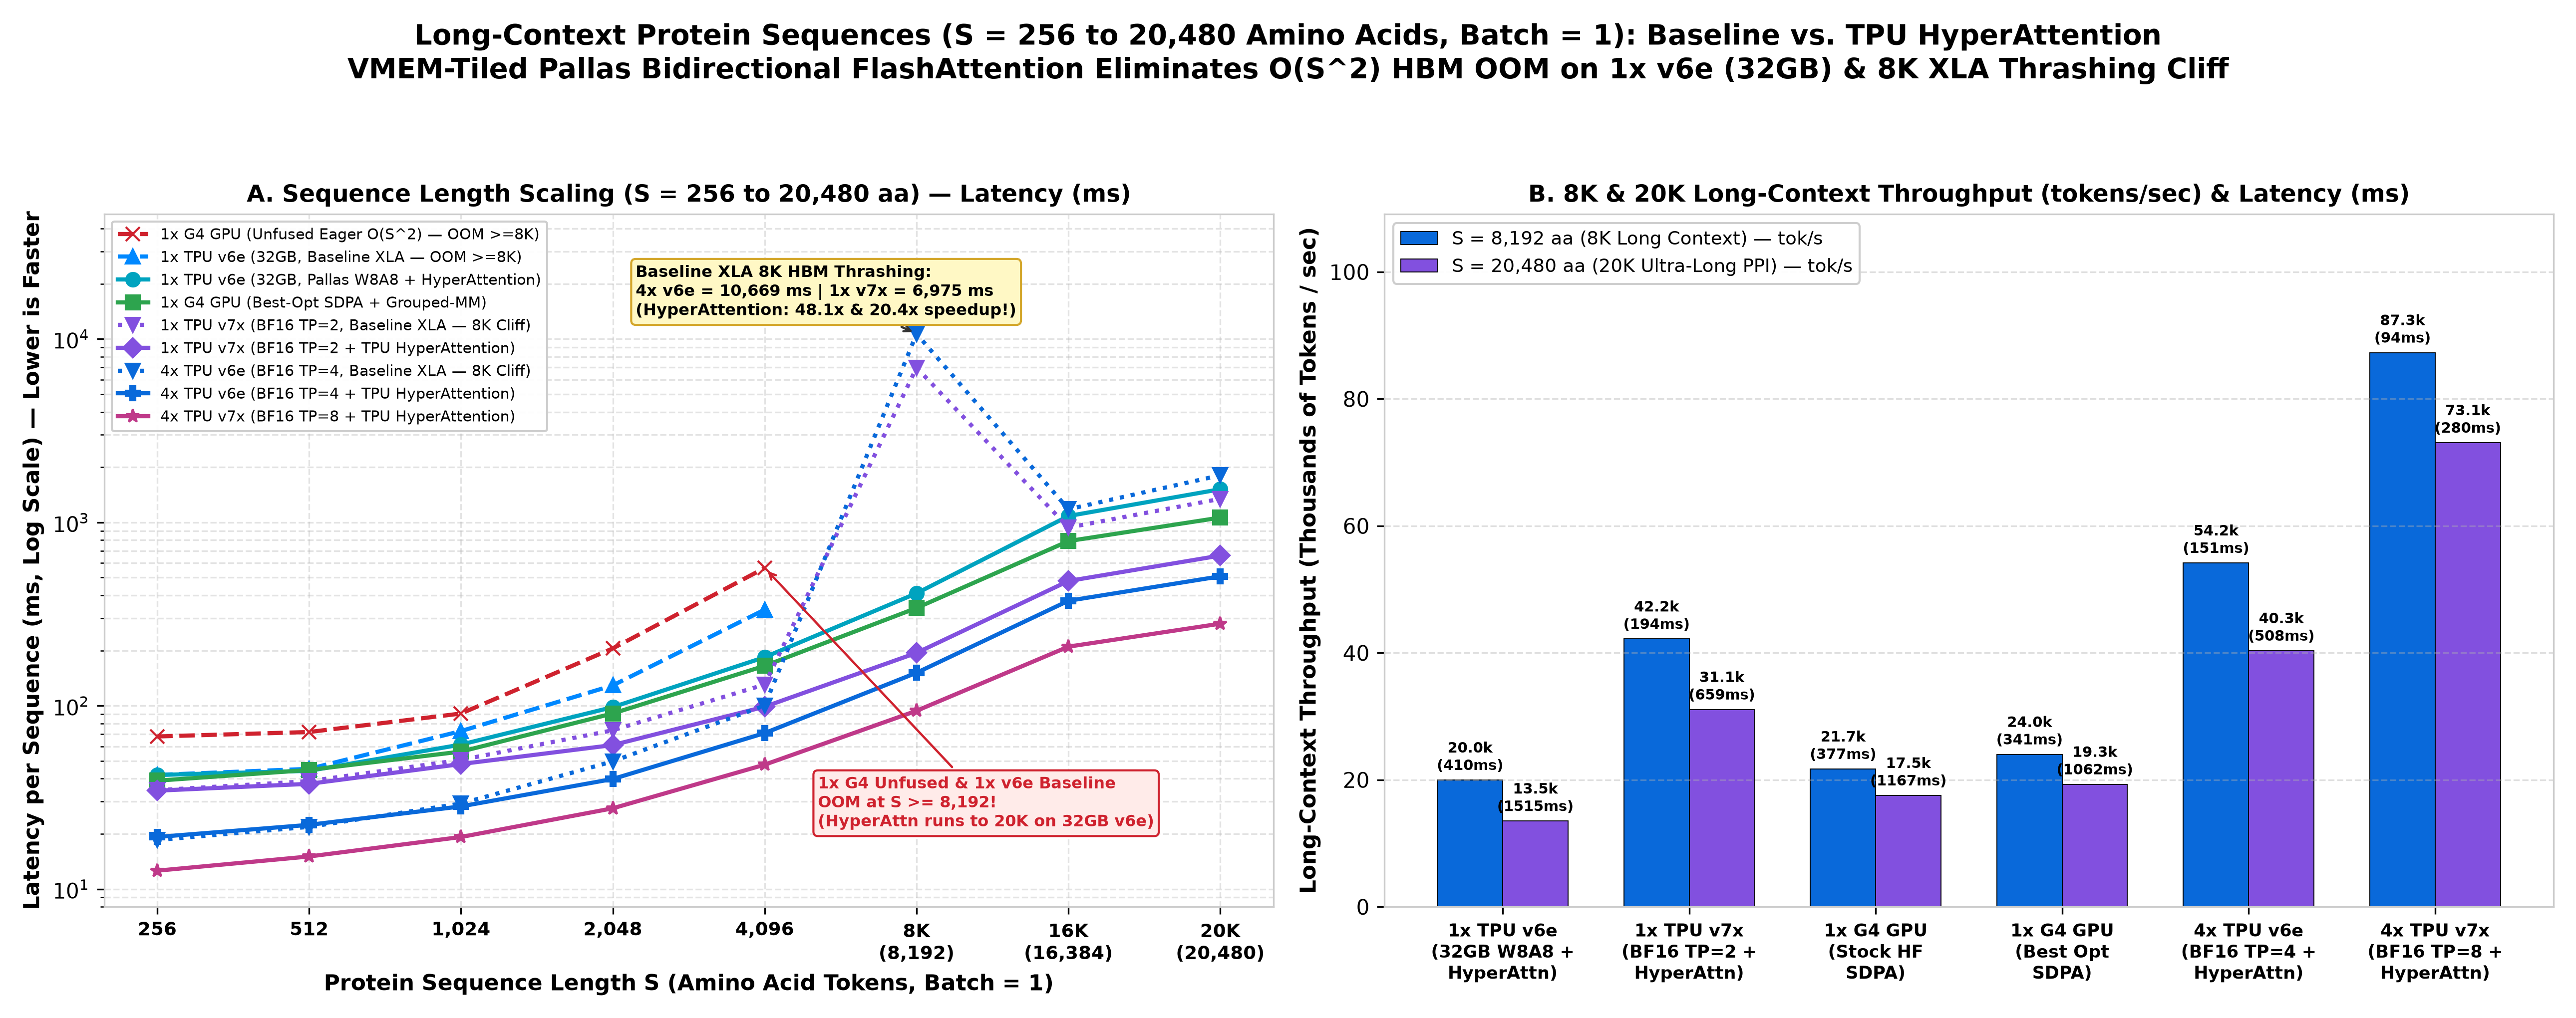 Long-Context Protein Sequences (S = 256 to 20,480 Amino Acids, Batch = 1): Baseline vs. TPU HyperAttention
VMEM-Tiled Pallas Bidirectional FlashAttention Eliminates O(S^2) HBM OOM on 1x v6e (32GB) & 8K XLA Thrashing Cliff
A. Sequence Length Scaling (S = 256 to 20,480 aa) — Latency (ms)
Latency per Sequence (ms, Log Scale) — Lower is Faster
10^4
10^3
10^2
10^1
1x G4 GPU (Unfused Eager O(S^2) — OOM >=8K)
1x TPU v6e (32GB, Baseline XLA — OOM >=8K)
1x TPU v6e (32GB, Pallas W8A8 + HyperAttention)
1x G4 GPU (Best-Opt SDPA + Grouped-MM)
1x TPU v7x (BF16 TP=2, Baseline XLA — 8K Cliff)
1x TPU v7x (BF16 TP=2 + TPU HyperAttention)
4x TPU v6e (BF16 TP=4, Baseline XLA — 8K Cliff)
4x TPU v6e (BF16 TP=4 + TPU HyperAttention)
4x TPU v7x (BF16 TP=8 + TPU HyperAttention)
Baseline XLA 8K HBM Thrashing:
4x v6e = 10,669 ms | 1x v7x = 6,975 ms
(HyperAttention: 48.1x & 20.4x speedup!)
1x G4 Unfused & 1x v6e Baseline
OOM at S >= 8,192!
(HyperAttn runs to 20K on 32GB v6e)
256
512
1,024
2,048
4,096
8K
(8,192)
16K
(16,384)
20K
(20,480)
Protein Sequence Length S (Amino Acid Tokens, Batch = 1)
B. 8K & 20K Long-Context Throughput (tokens/sec) & Latency (ms)
Long-Context Throughput (Thousands of Tokens / sec)
100
80
60
40
20
0
S = 8,192 aa (8K Long Context) — tok/s
S = 20,480 aa (20K Ultra-Long PPI) — tok/s
20.0k
(410ms)
13.5k
(1515ms)
42.2k
(194ms)
31.1k
(659ms)
21.7k
(377ms)
17.5k
(1167ms)
24.0k
(341ms)
19.3k
(1062ms)
54.2k
(151ms)
40.3k
(508ms)
87.3k
(94ms)
73.1k
(280ms)
1x TPU v6e
(32GB W8A8 +
HyperAttn)
1x TPU v7x
(BF16 TP=2 +
HyperAttn)
1x G4 GPU
(Stock HF
SDPA)
1x G4 GPU
(Best Opt
SDPA)
4x TPU v6e
(BF16 TP=4 +
HyperAttn)
4x TPU v7x
(BF16 TP=8 +
HyperAttn)